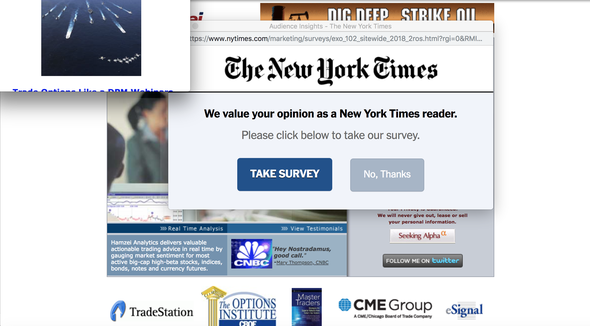 DIG DEEP, STRIKE OIL
Audience Insights - The New York Times
https://www.nytimes.com/marketing/surveys/exo_102_sitewide_2018_2ros.html?rgi=0&RMI...
The New York Times
We value your opinion as a New York Times reader.
Please click below to take our survey.
TAKE SURVEY
No, Thanks
Real Time Analysis
View Testimonials
Hamzei Analytics delivers valuable
actionable trading advice in real time by
gauging market sentiment for most
active big-cap high-beta stocks, indices,
bonds, notes and currency futures.
CNBC
"Hey Nostradamus,
good call."
~Mary Thompson, CNBC
We will never give out, lease or sell
your personal information.
Seeking Alpha α
FOLLOW ME ON twitter
TradeStation
The OPTIONS
INSTITUTE
CBOE
Master
Traders
CME Group
A CME/Chicago Board of Trade Company
eSignal